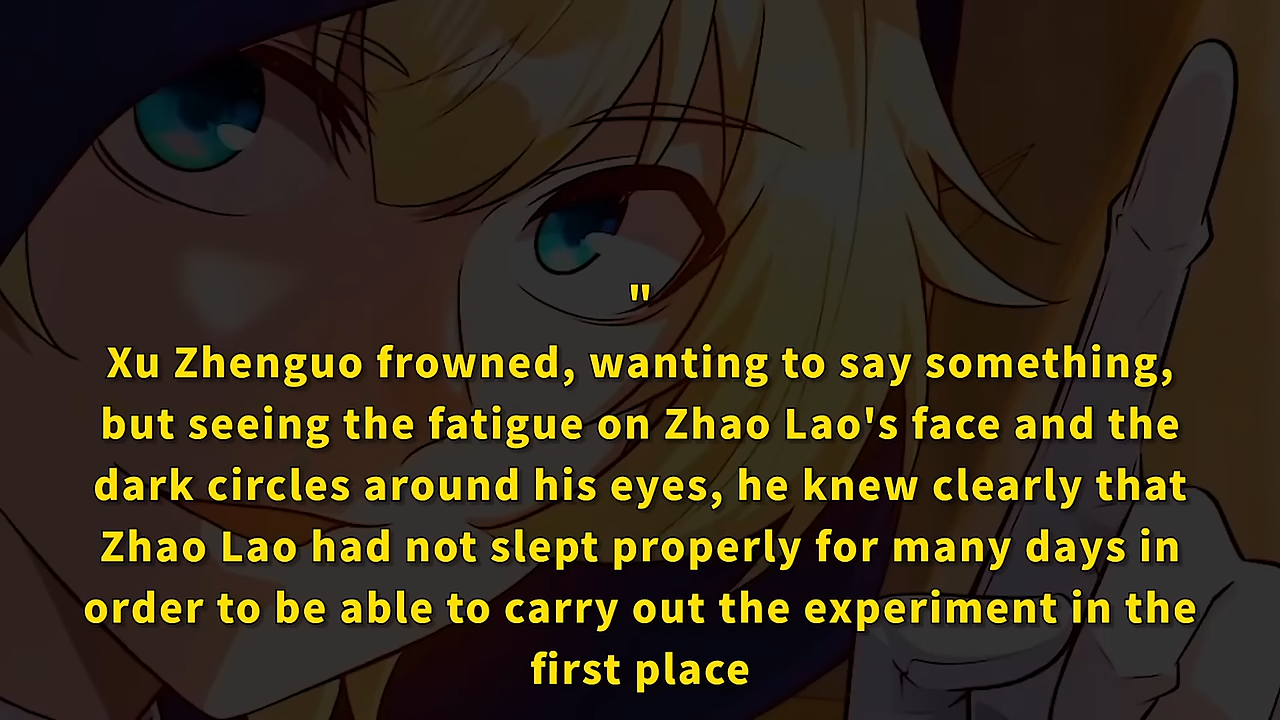 "
Xu Zhenguo frowned, wanting to say something,
but seeing the fatigue on Zhao Lao's face and the
dark circles around his eyes, he knew clearly that
Zhao Lao had not slept properly for many days in
order to be able to carry out the experiment in the
first place